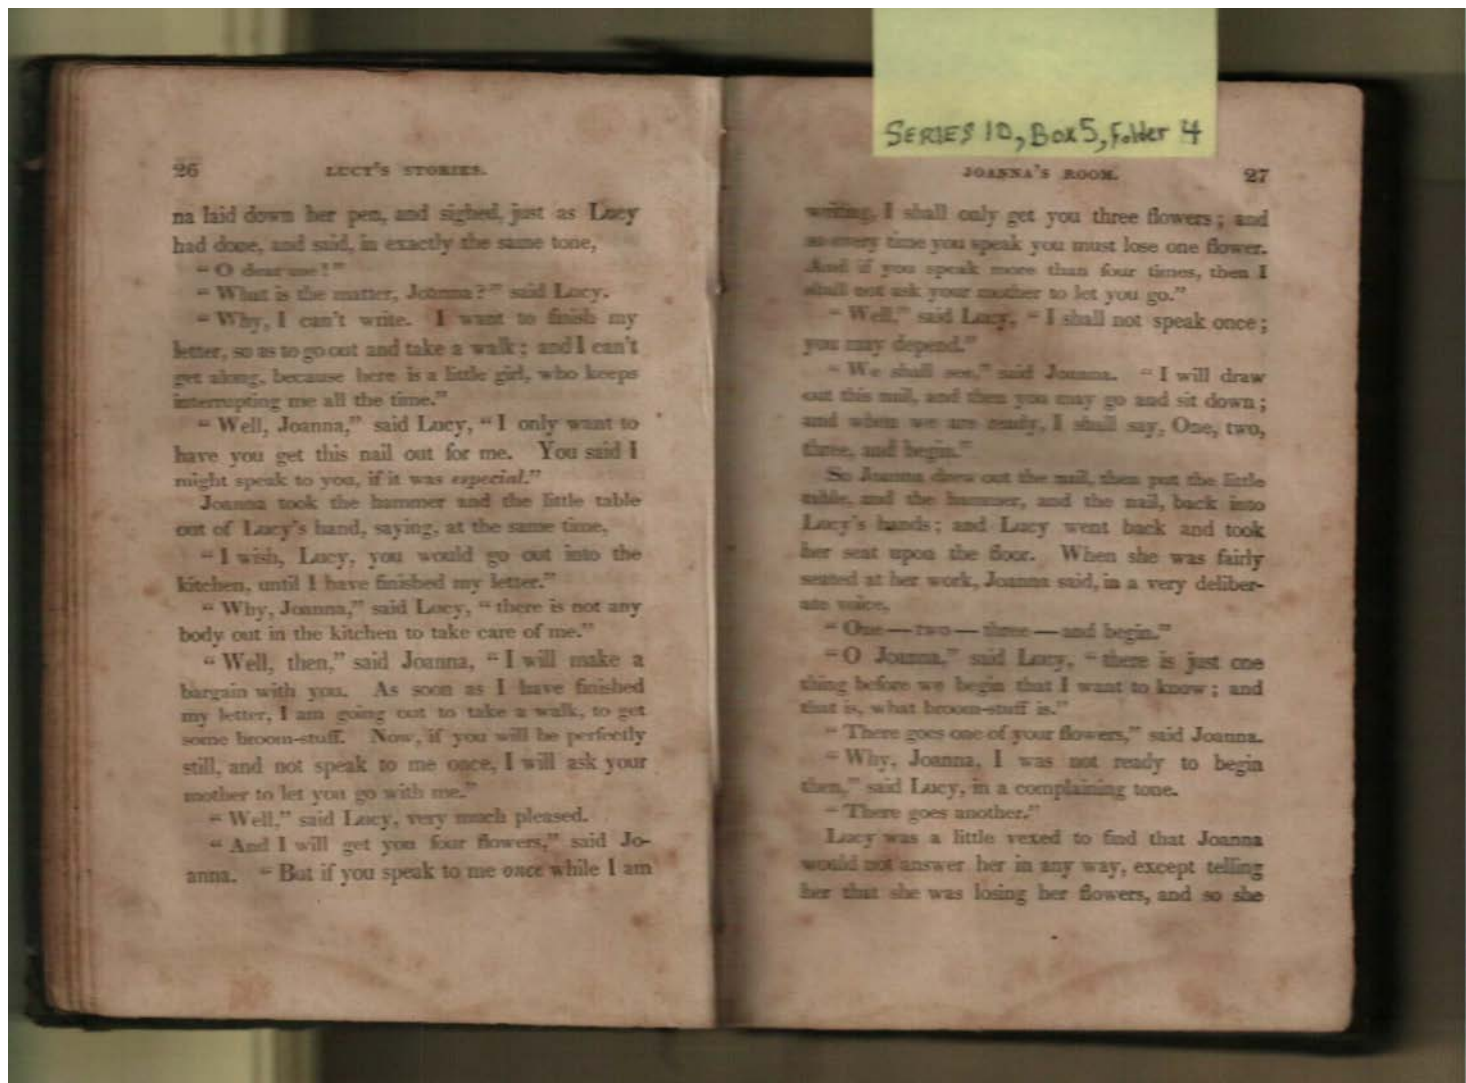 SERIES 10, Box 5, Folder 4
26 LUCY'S STORIES.
na laid down her pen, and sighed, just as Lucy
had done, and said, in exactly the same tone,
"O dear me!"
"What is the matter, Joanna?" said Lucy.
"Why, I can't write. I want to finish my
letter, so as to go out and take a walk; and I can't
get along, because here is a little girl, who keeps
interrupting me all the time."
"Well, Joanna," said Lucy, "I only want to
have you get this nail out for me. You said I
might speak to you, if it was especial."
Joanna took the hammer and the little table
out of Lucy's hand, saying, at the same time,
"I wish, Lucy, you would go out into the
kitchen, until I have finished my letter."
"Why, Joanna," said Lucy, "there is not any
body out in the kitchen to take care of me."
"Well, then," said Joanna, "I will make a
bargain with you. As soon as I have finished
my letter, I am going out to take a walk, to get
some broom-stuff. Now, if you will be perfectly
still, and not speak to me once, I will ask your
mother to let you go with me."
"Well," said Lucy, very much pleased.
"And I will get you four flowers," said Jo-
anna. "But if you speak to me once while I am
JOANNA'S ROOM. 27
writing, I shall only get you three flowers; and
so every time you speak you must lose one flower.
And if you speak more than four times, then I
shall not ask your mother to let you go."
"Well," said Lucy, "I shall not speak once;
you may depend."
"We shall see," said Joanna. "I will draw
out this nail, and then you may go and sit down;
and when we are ready, I shall say, One, two,
three, and begin."
So Joanna drew out the nail, then put the little
table, and the hammer, and the nail, back into
Lucy's hands; and Lucy went back and took
her seat upon the floor. When she was fairly
seated at her work, Joanna said, in a very deliber-
ate voice,
"One—two—three—and begin."
"O Joanna," said Lucy, "there is just one
thing before we begin that I want to know; and
that is, what broom-stuff is."
"There goes one of your flowers," said Joanna.
"Why, Joanna, I was not ready to begin
then," said Lucy, in a complaining tone.
"There goes another."
Lucy was a little vexed to find that Joanna
would not answer her in any way, except telling
her that she was losing her flowers, and so she